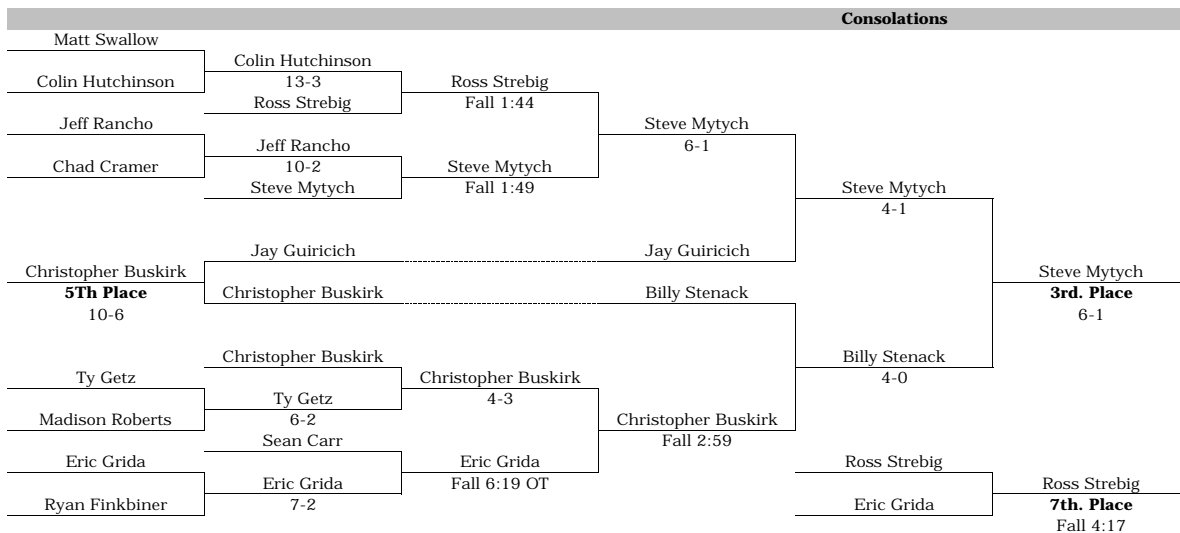 Consolations
Matt Swallow
Colin Hutchinson
Colin Hutchinson
13-3
Ross Strebig
Ross Strebig
Fall 1:44
Jeff Rancho
Chad Cramer
Jeff Rancho
10-2
Steve Mytych
Steve Mytych
Fall 1:49
Steve Mytych
6-1
Steve Mytych
4-1
Jay Guiricich
Jay Guiricich
Christopher Buskirk
5Th Place
10-6
Christopher Buskirk
Billy Stenack
Steve Mytych
3rd. Place
6-1
Christopher Buskirk
Ty Getz
Madison Roberts
Ty Getz
6-2
Christopher Buskirk
4-3
Billy Stenack
4-0
Christopher Buskirk
Fall 2:59
Sean Carr
Eric Grida
Ryan Finkbiner
Eric Grida
7-2
Eric Grida
Fall 6:19 OT
Ross Strebig
Eric Grida
Ross Strebig
7th. Place
Fall 4:17